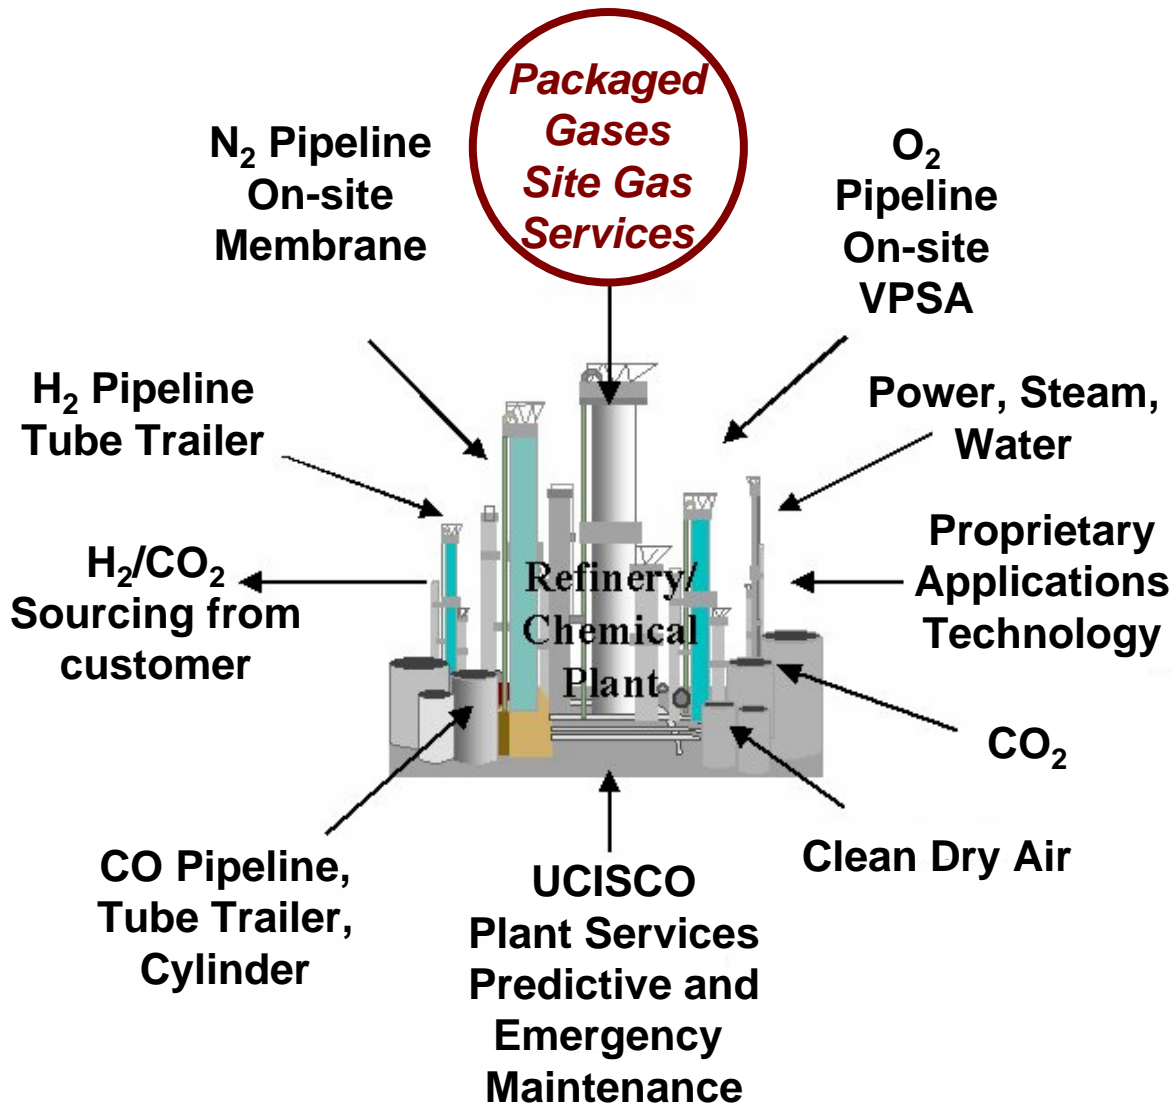 Packaged
Gases
Site Gas
Services
N₂ Pipeline
On-site
Membrane
O₂
Pipeline
On-site
VPSA
H₂ Pipeline
Tube Trailer
Power, Steam,
Water
H₂/CO₂
Sourcing from
customer
Refinery/
Chemical
Plant
Proprietary
Applications
Technology
CO₂
CO Pipeline,
Tube Trailer,
Cylinder
UCISCO
Plant Services
Predictive and
Emergency
Maintenance
Clean Dry Air